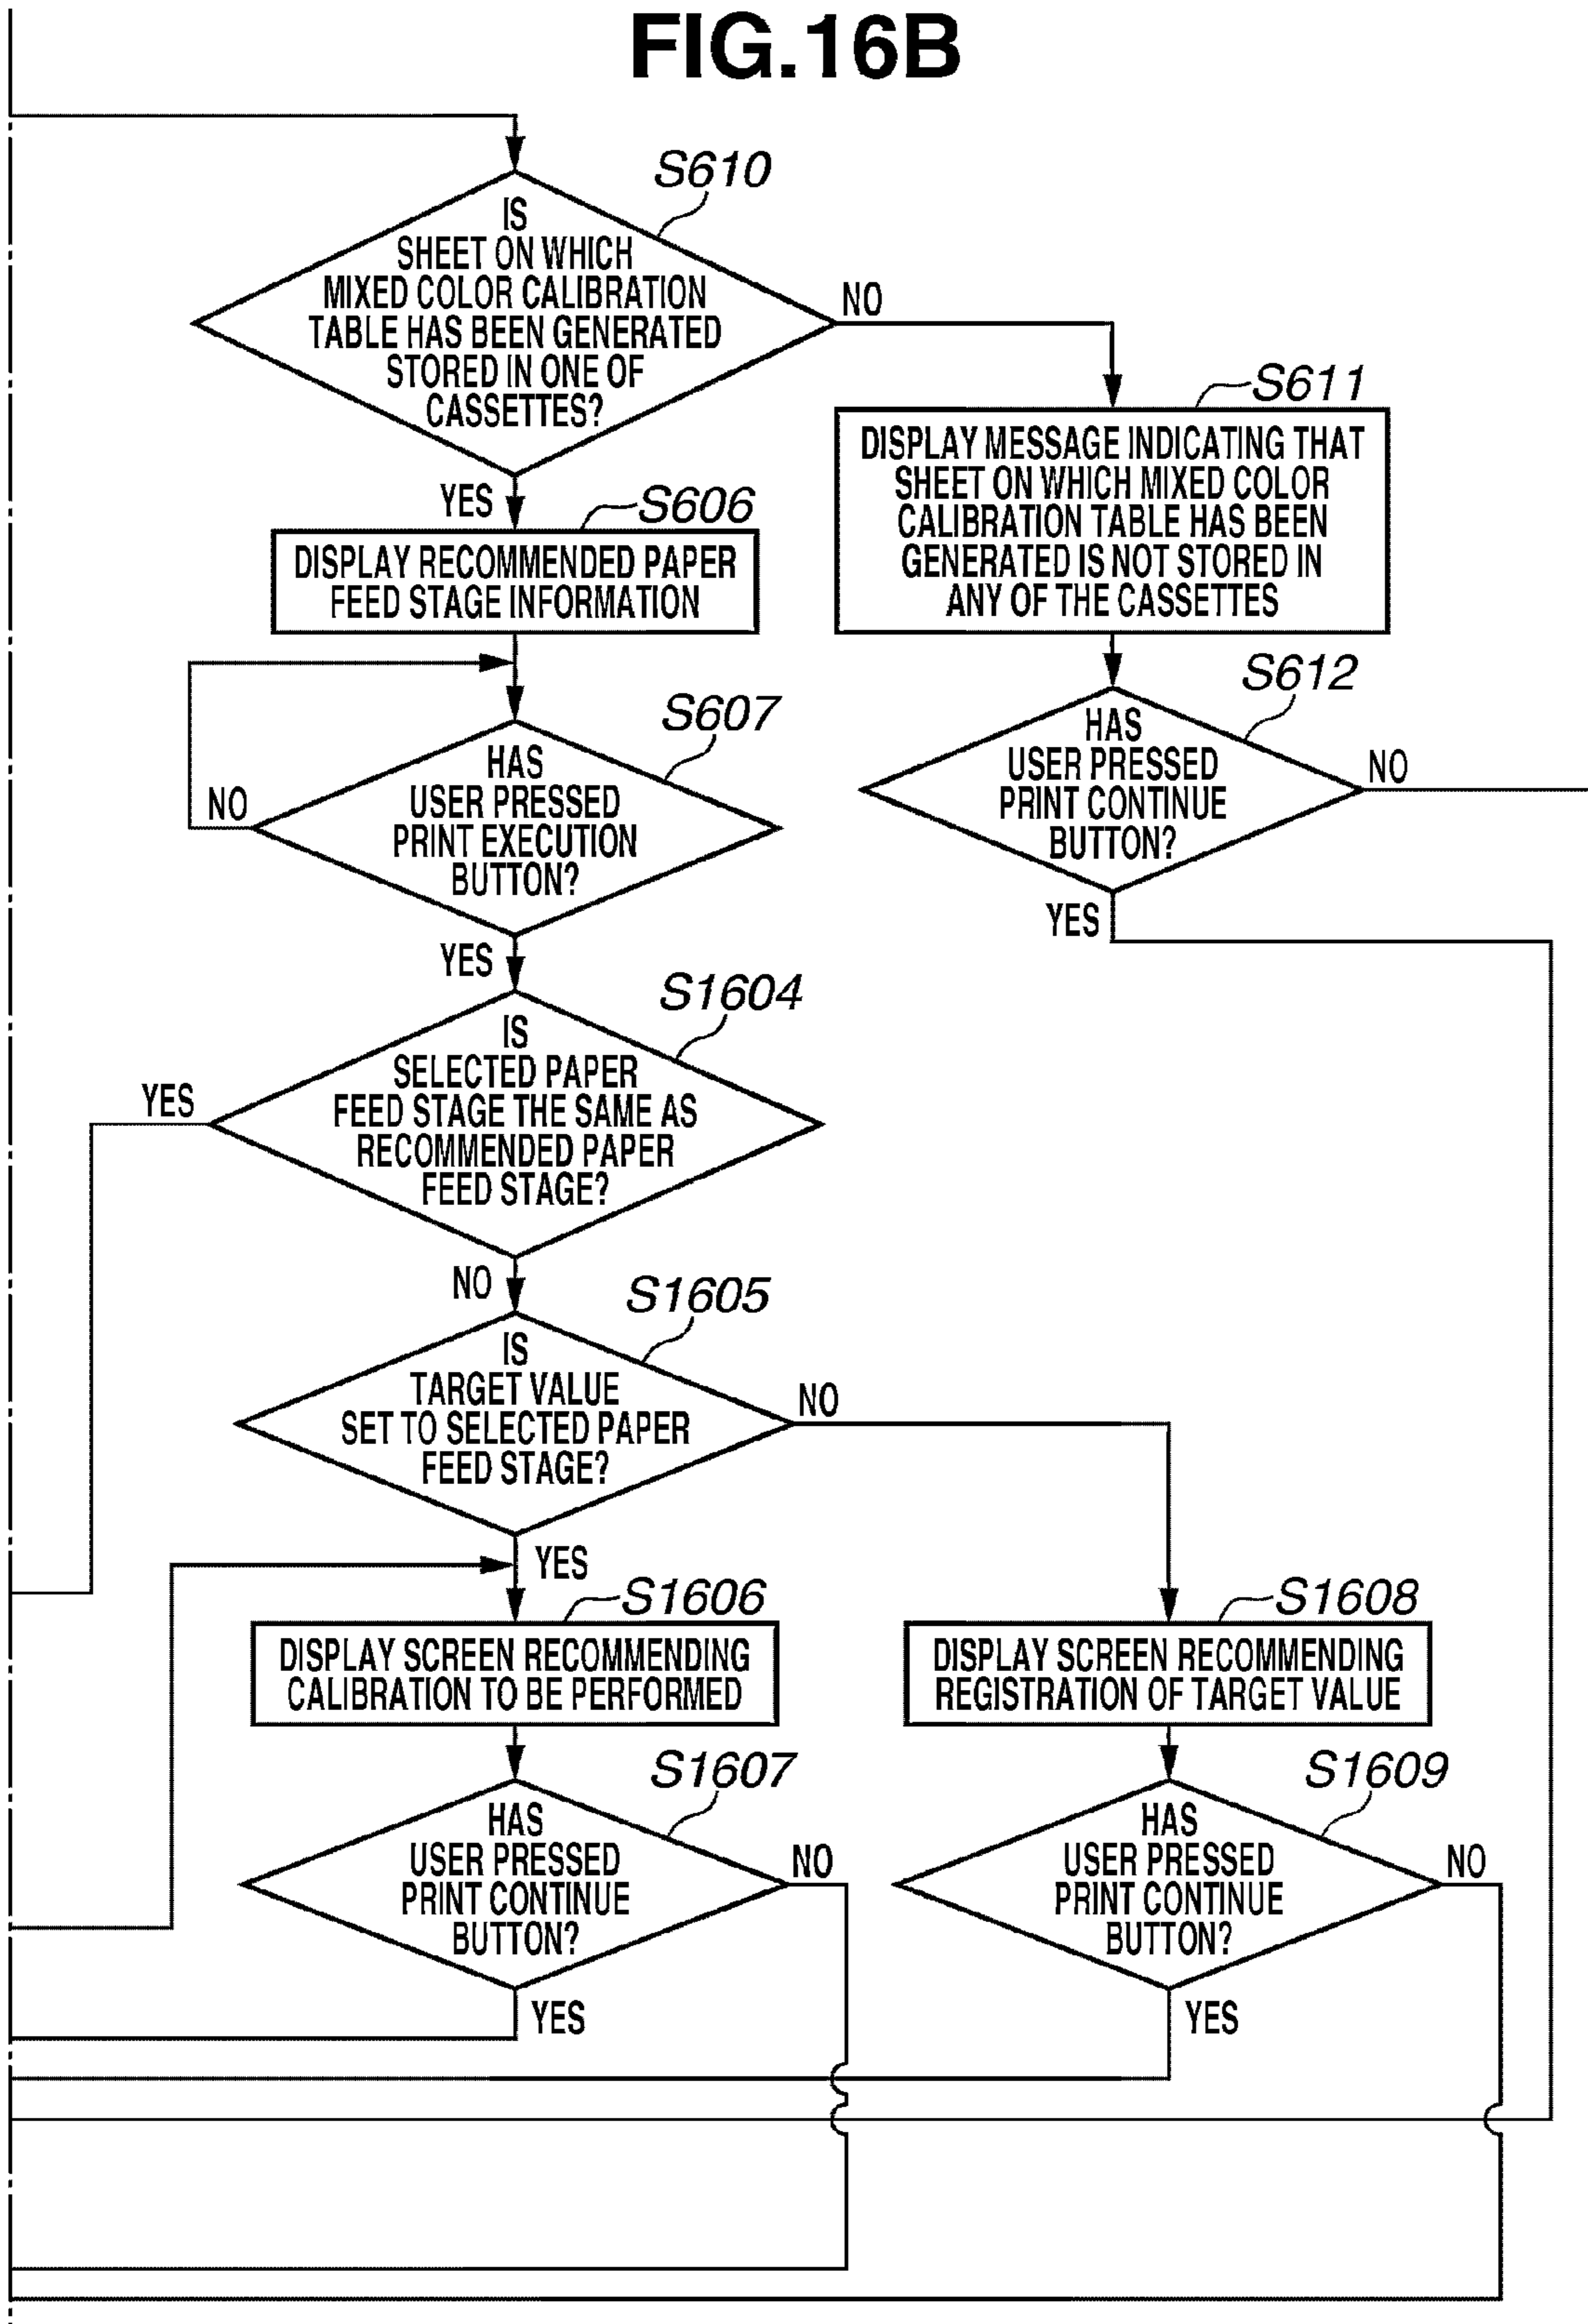 FIG.16B
S610
IS
SHEET ON WHICH
MIXED COLOR CALIBRATION
TABLE HAS BEEN GENERATED
STORED IN ONE OF
CASSETTES?
NO
YES
S611
DISPLAY MESSAGE INDICATING THAT
SHEET ON WHICH MIXED COLOR
CALIBRATION TABLE HAS BEEN
GENERATED IS NOT STORED IN
ANY OF THE CASSETTES
S606
DISPLAY RECOMMENDED PAPER
FEED STAGE INFORMATION
S612
HAS
USER PRESSED
PRINT CONTINUE
BUTTON?
NO
YES
S607
HAS
USER PRESSED
PRINT EXECUTION
BUTTON?
NO
YES
S1604
IS
SELECTED PAPER
FEED STAGE THE SAME AS
RECOMMENDED PAPER
FEED STAGE?
YES
NO
S1605
IS
TARGET VALUE
SET TO SELECTED PAPER
FEED STAGE?
NO
YES
S1606
DISPLAY SCREEN RECOMMENDING
CALIBRATION TO BE PERFORMED
S1608
DISPLAY SCREEN RECOMMENDING
REGISTRATION OF TARGET VALUE
S1607
HAS
USER PRESSED
PRINT CONTINUE
BUTTON?
NO
YES
S1609
HAS
USER PRESSED
PRINT CONTINUE
BUTTON?
NO
YES